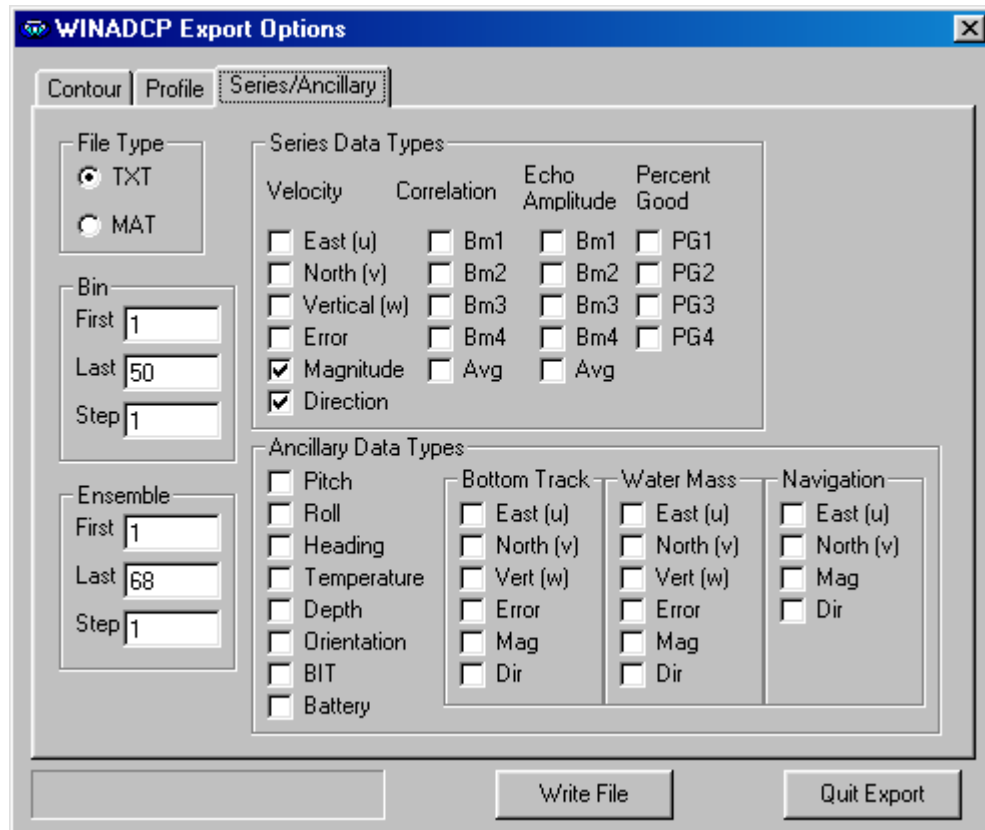 WINADCP Export Options
Contour Profile Series/Ancillary
File Type
TXT
MAT
Bin
First 1
Last 50
Step 1
Ensemble
First 1
Last 68
Step 1
Series Data Types
Velocity Correlation Echo Amplitude Percent Good
East (u) Bm1 Bm1 PG1
North (v) Bm2 Bm2 PG2
Vertical (w) Bm3 Bm3 PG3
Error Bm4 Bm4 PG4
Magnitude Avg Avg
Direction
Ancillary Data Types
Pitch
Roll
Heading
Temperature
Depth
Orientation
BIT
Battery
Bottom Track
East (u)
North (v)
Vert (w)
Error
Mag
Dir
Water Mass
East (u)
North (v)
Vert (w)
Error
Mag
Dir
Navigation
East (u)
North (v)
Mag
Dir
Write File Quit Export